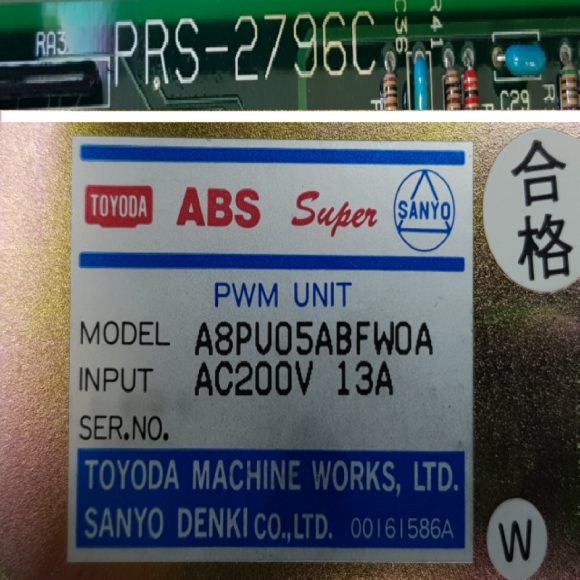 RA3
PRS-2796C
C36
R41
C29
TOYODA ABS Super SANYO
PWM UNIT
MODEL A8PU05ABFW0A
INPUT AC200V 13A
SER.NO.
TOYODA MACHINE WORKS, LTD.
SANYO DENKI CO.,LTD. 00161586A
合格
W